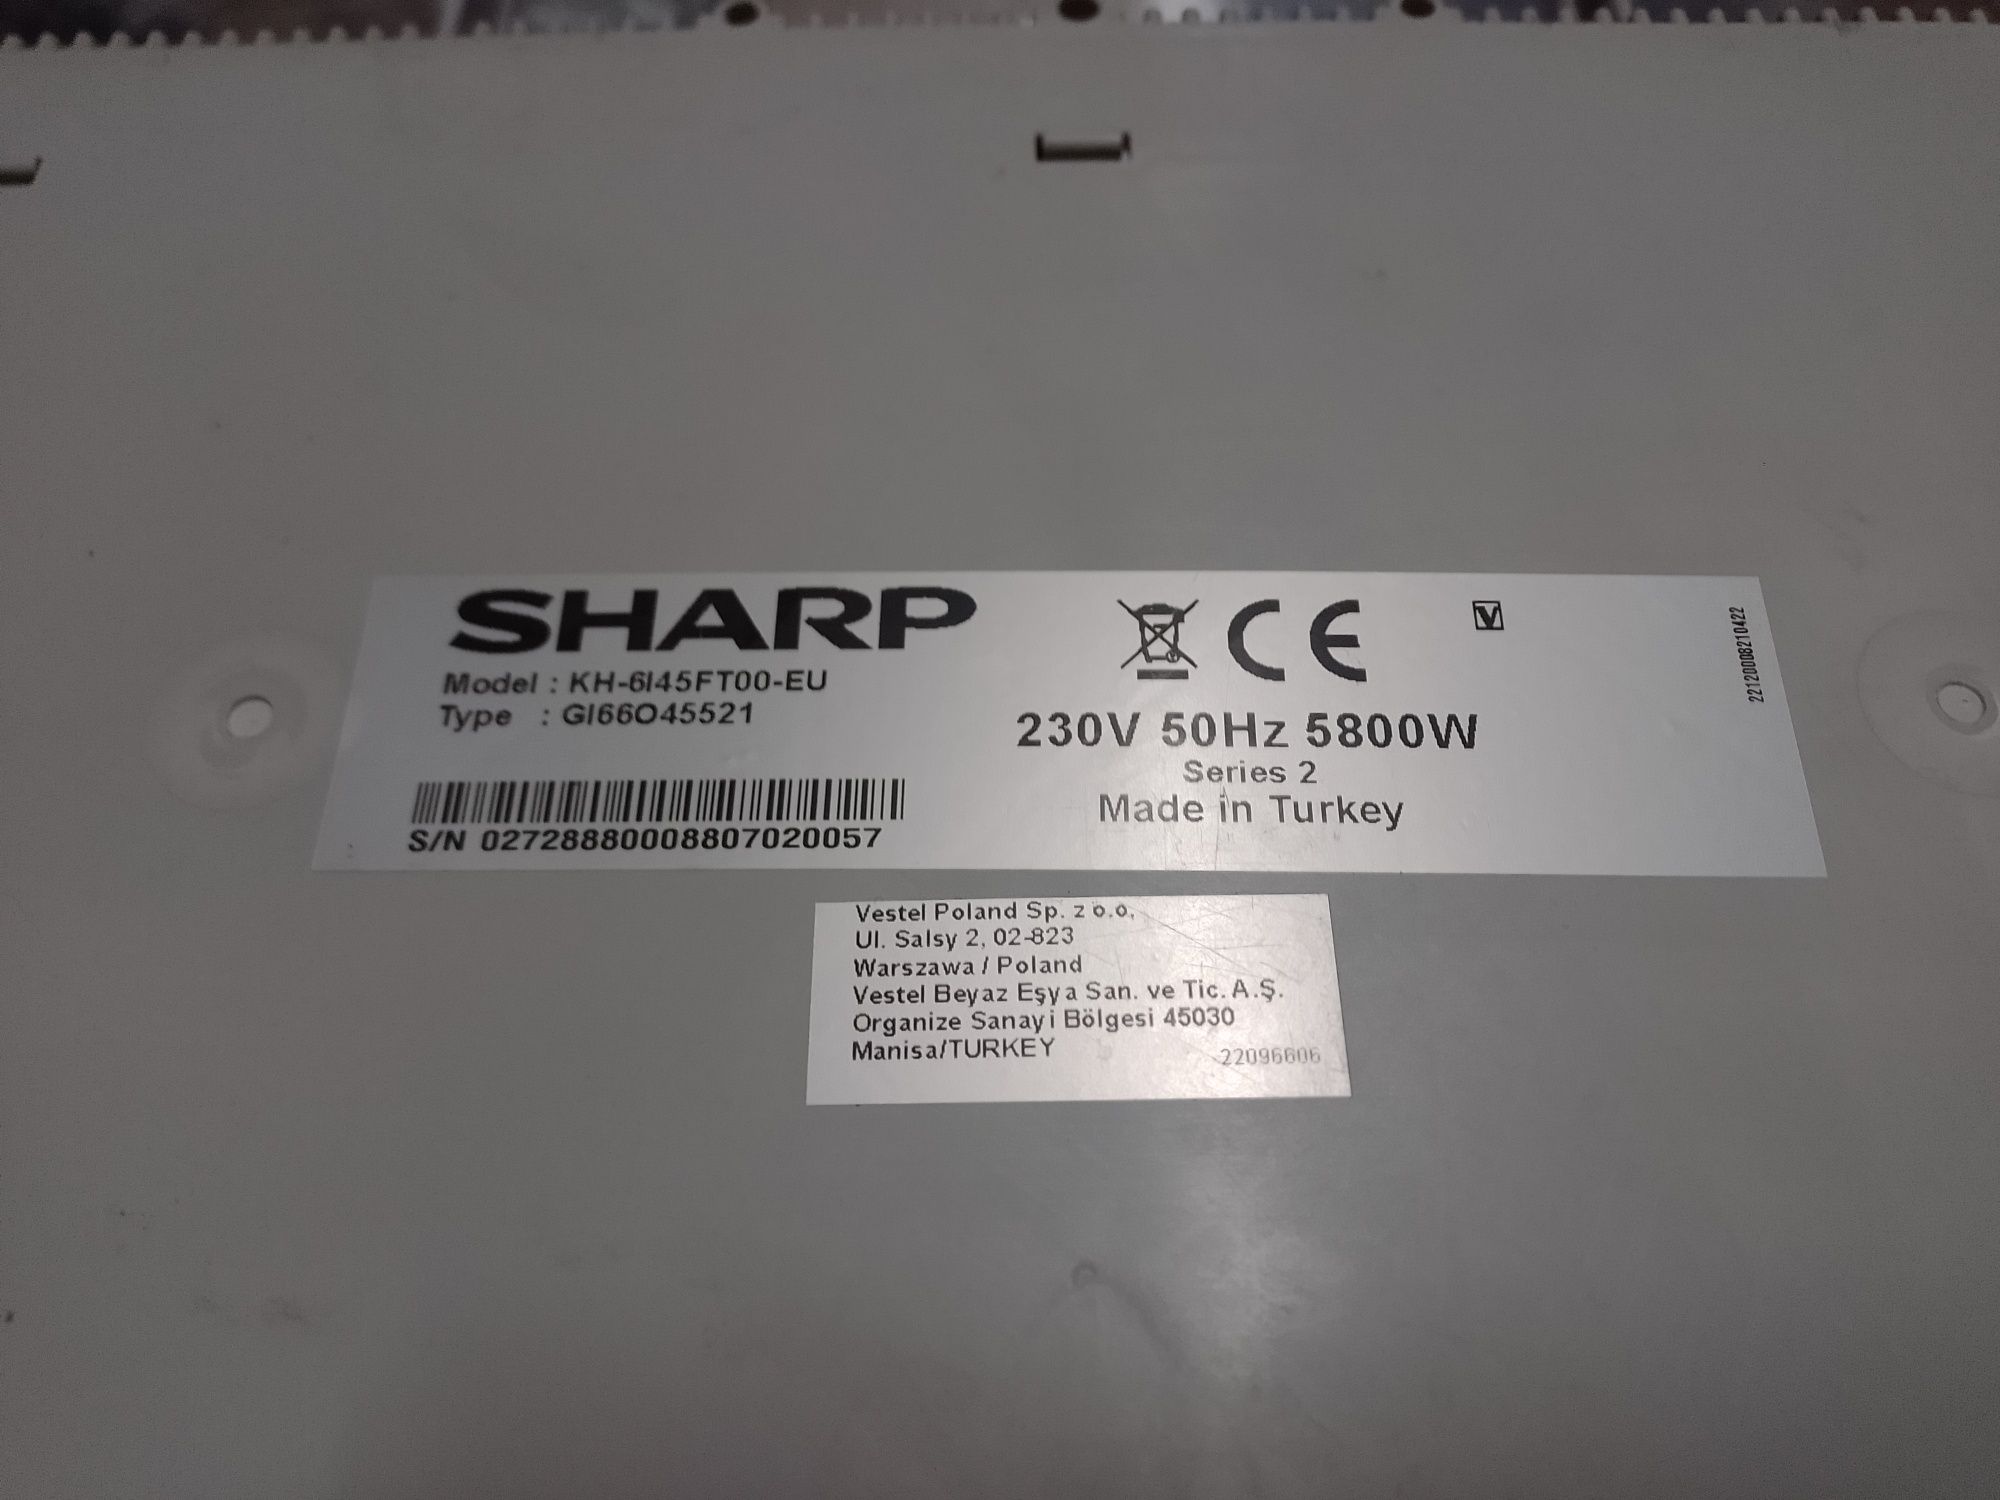 SHARP
Model : KH-6I45FT00-EU
Type : GI66O45521
S/N 02728880008807020057
CE
V
230V 50Hz 5800W
Series 2
Made in Turkey
2212000821042​2
Vestel Poland Sp. z o.o.
Ul. Salsy 2, 02-823
Warszawa / Poland
Vestel Beyaz Eşya San. ve Tic. A.Ş.
Organize Sanayi Bölgesi 45030
Manisa/TURKEY
22096606